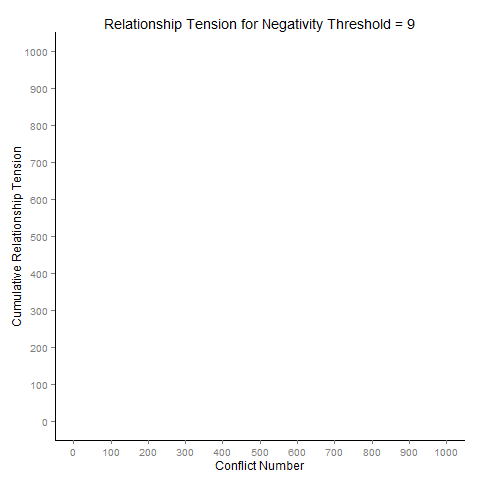 Relationship Tension for Negativity Threshold = 9
Cumulative Relationship Tension
1000
900
800
700
600
500
400
300
200
100
0
0 100 200 300 400 500 600 700 800 900 1000
Conflict Number